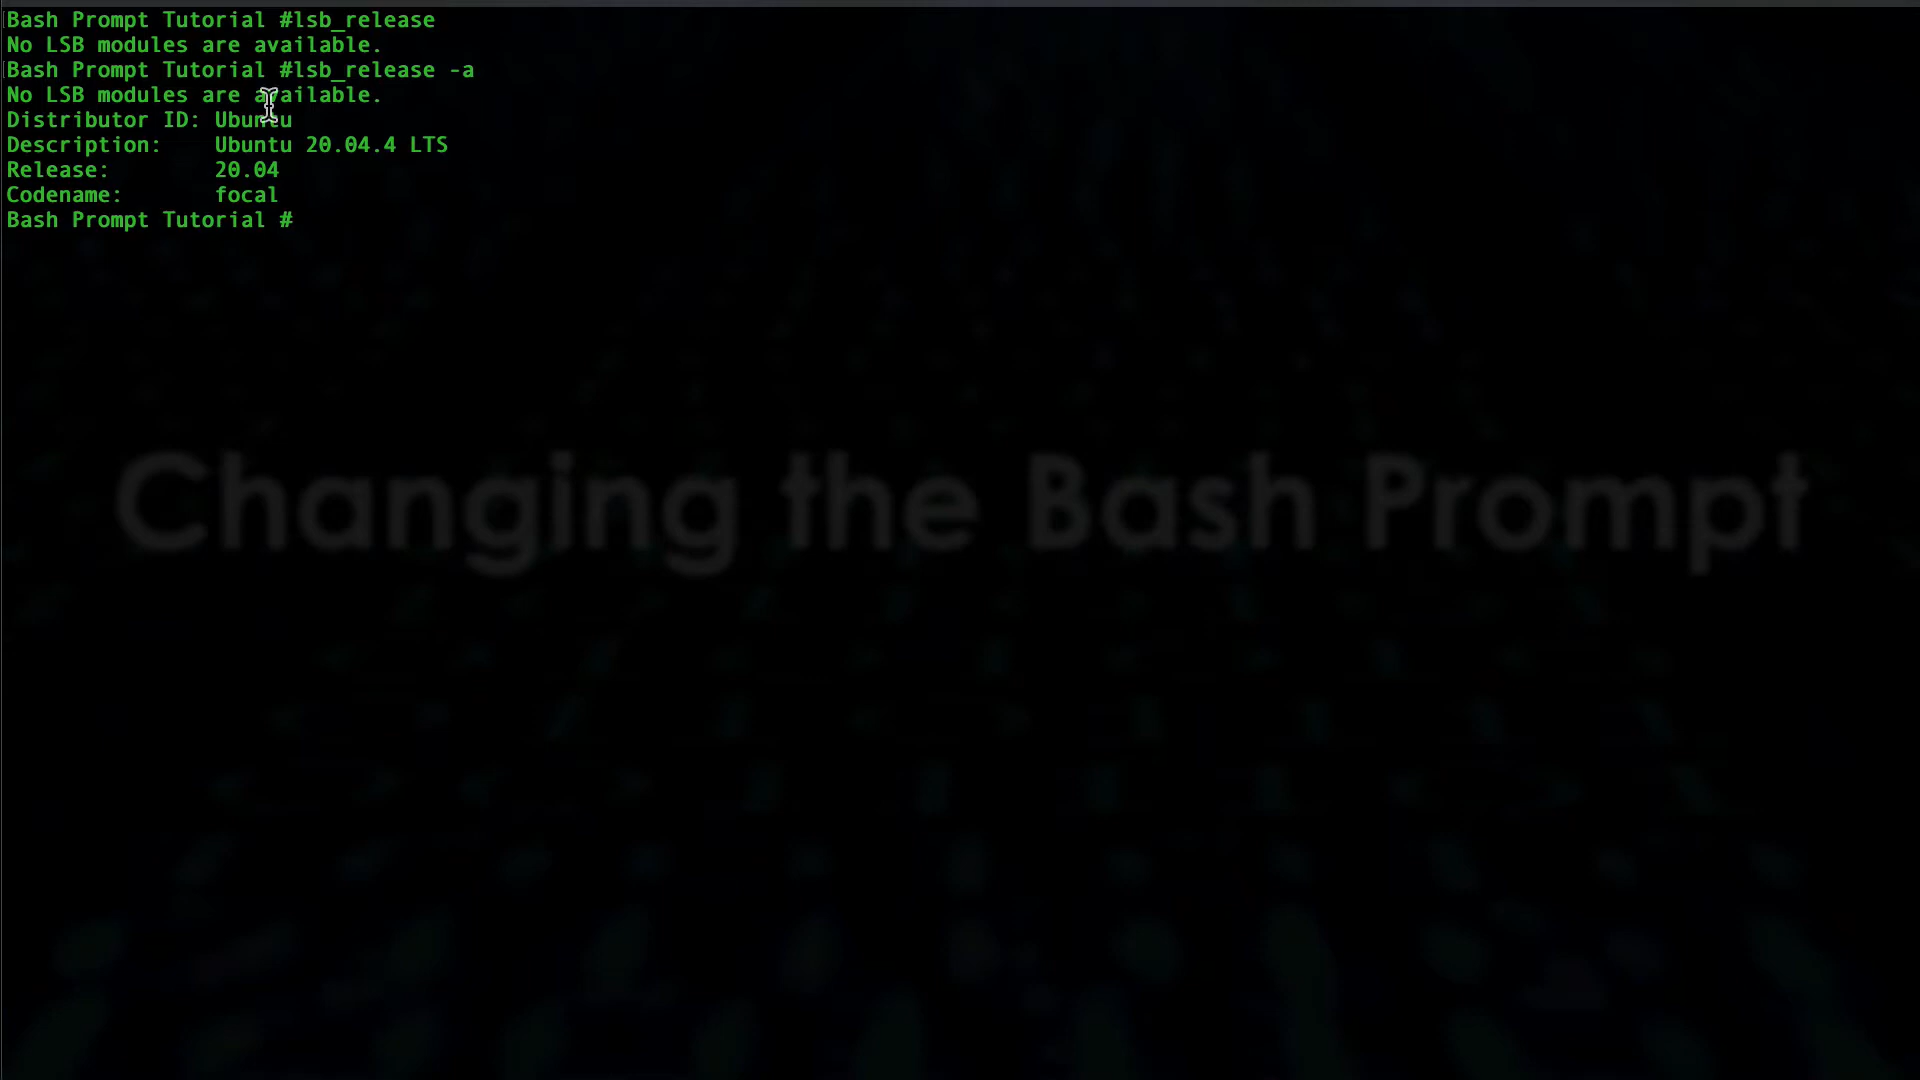 Bash Prompt Tutorial #lsb_release
No LSB modules are available.
Bash Prompt Tutorial #lsb_release -a
No LSB modules are available.
Distributor ID: Ubuntu
Description:    Ubuntu 20.04.4 LTS
Release:        20.04
Codename:       focal
Bash Prompt Tutorial #
Changing the Bash Prompt